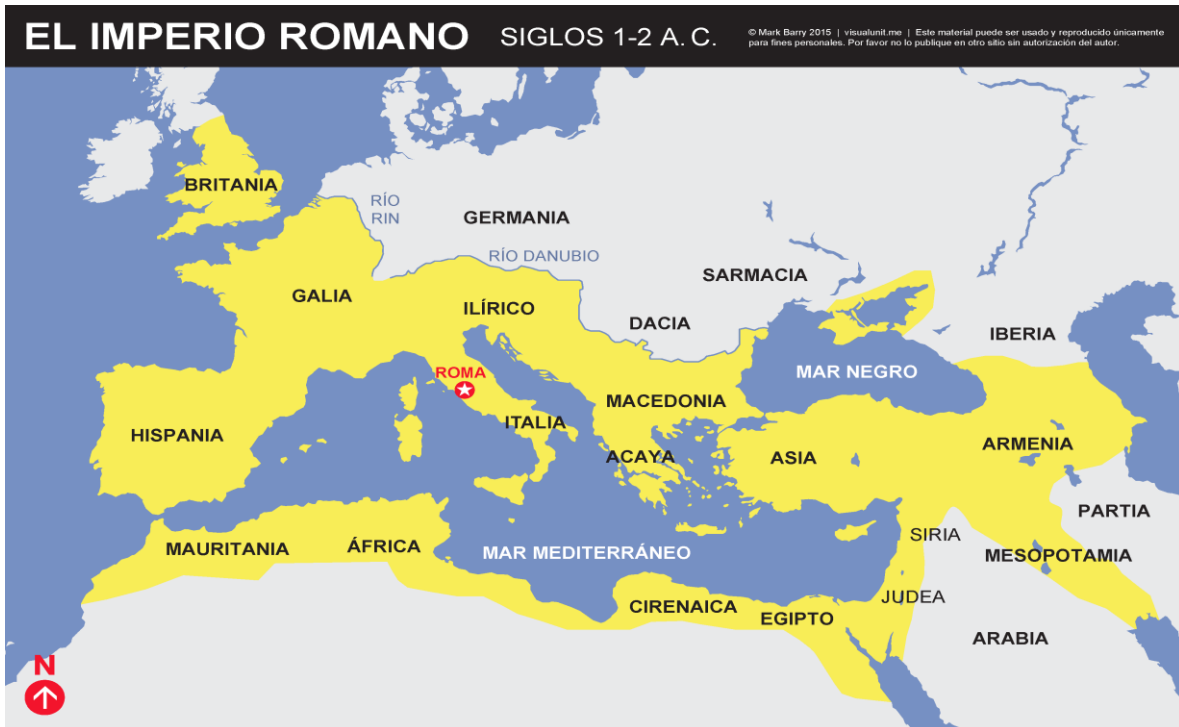 EL IMPERIO ROMANO SIGLOS 1-2 A. C.
© Mark Barry 2015 | visualunit.me | Este material puede ser usado y reproducido únicamente
para fines personales. Por favor no lo publique en otro sitio sin autorización del autor.
BRITANIA
RÍO
RIN
GERMANIA
RÍO DANUBIO
SARMACIA
GALIA
ILÍRICO
DACIA
IBERIA
ROMA
MAR NEGRO
MACEDONIA
HISPANIA
ITALIA
ACAYA
ASIA
ARMENIA
PARTIA
SIRIA
MAURITANIA
ÁFRICA
MAR MEDITERRÁNEO
MESOPOTAMIA
JUDEA
CIRENAICA
EGIPTO
ARABIA
N